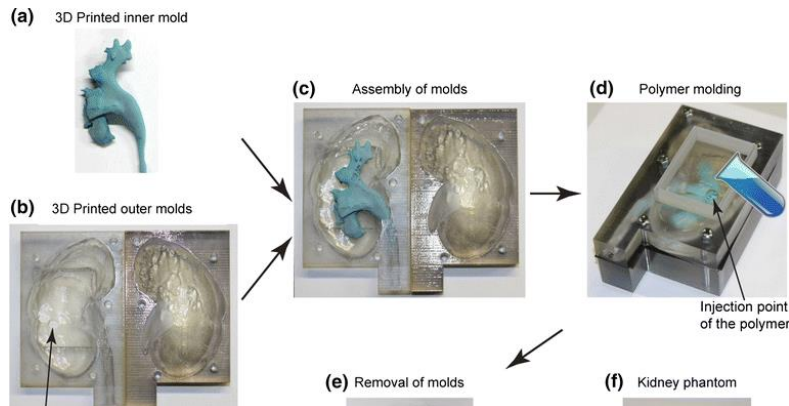 (a) 3D Printed inner mold
(b) 3D Printed outer molds
(c) Assembly of molds
(d) Polymer molding
Injection point
of the polymer
(e) Removal of molds
(f) Kidney phantom